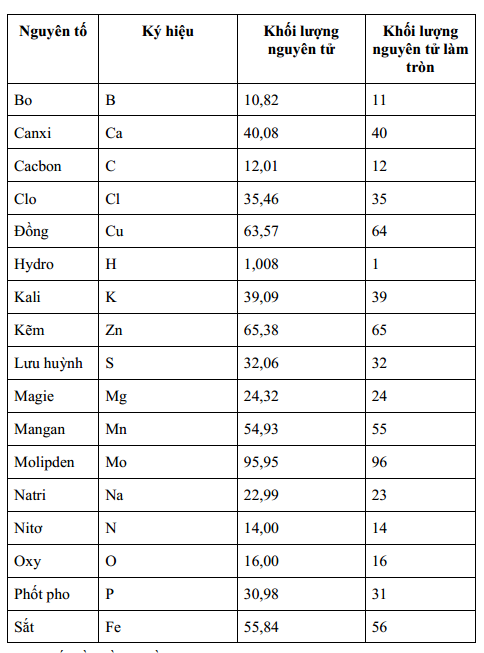 Nguyên tố Ký hiệu Khối lượng nguyên tử Khối lượng nguyên tử làm tròn
Bo B 10,82 11
Canxi Ca 40,08 40
Cacbon C 12,01 12
Clo Cl 35,46 35
Đồng Cu 63,57 64
Hydro H 1,008 1
Kali K 39,09 39
Kẽm Zn 65,38 65
Lưu huỳnh S 32,06 32
Magie Mg 24,32 24
Mangan Mn 54,93 55
Molipden Mo 95,95 96
Natri Na 22,99 23
Nitơ N 14,00 14
Oxy O 16,00 16
Phốt pho P 30,98 31
Sắt Fe 55,84 56